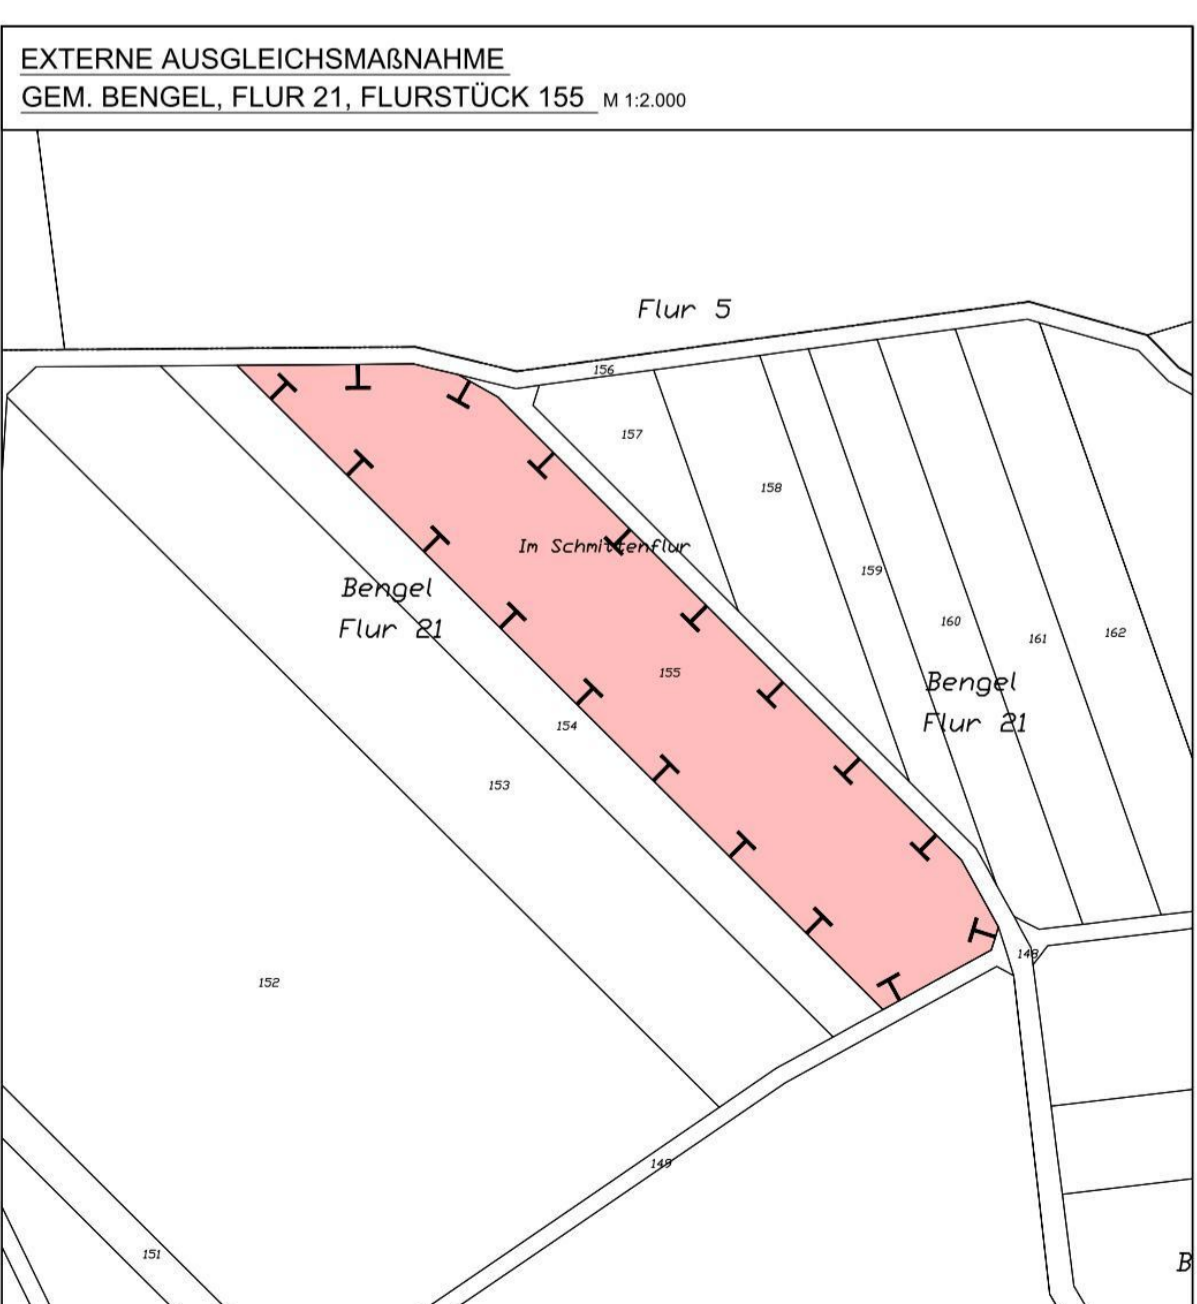 EXTERNE AUSGLEICHSMAßNAHME
GEM. BENGEL, FLUR 21, FLURSTÜCK 155 M 1:2.000
Flur 5
156
157
158
Im Schmittenflur
159
Bengel
Flur 21
160
161
162
155
Bengel
Flur 21
154
153
148
152
149
151
B